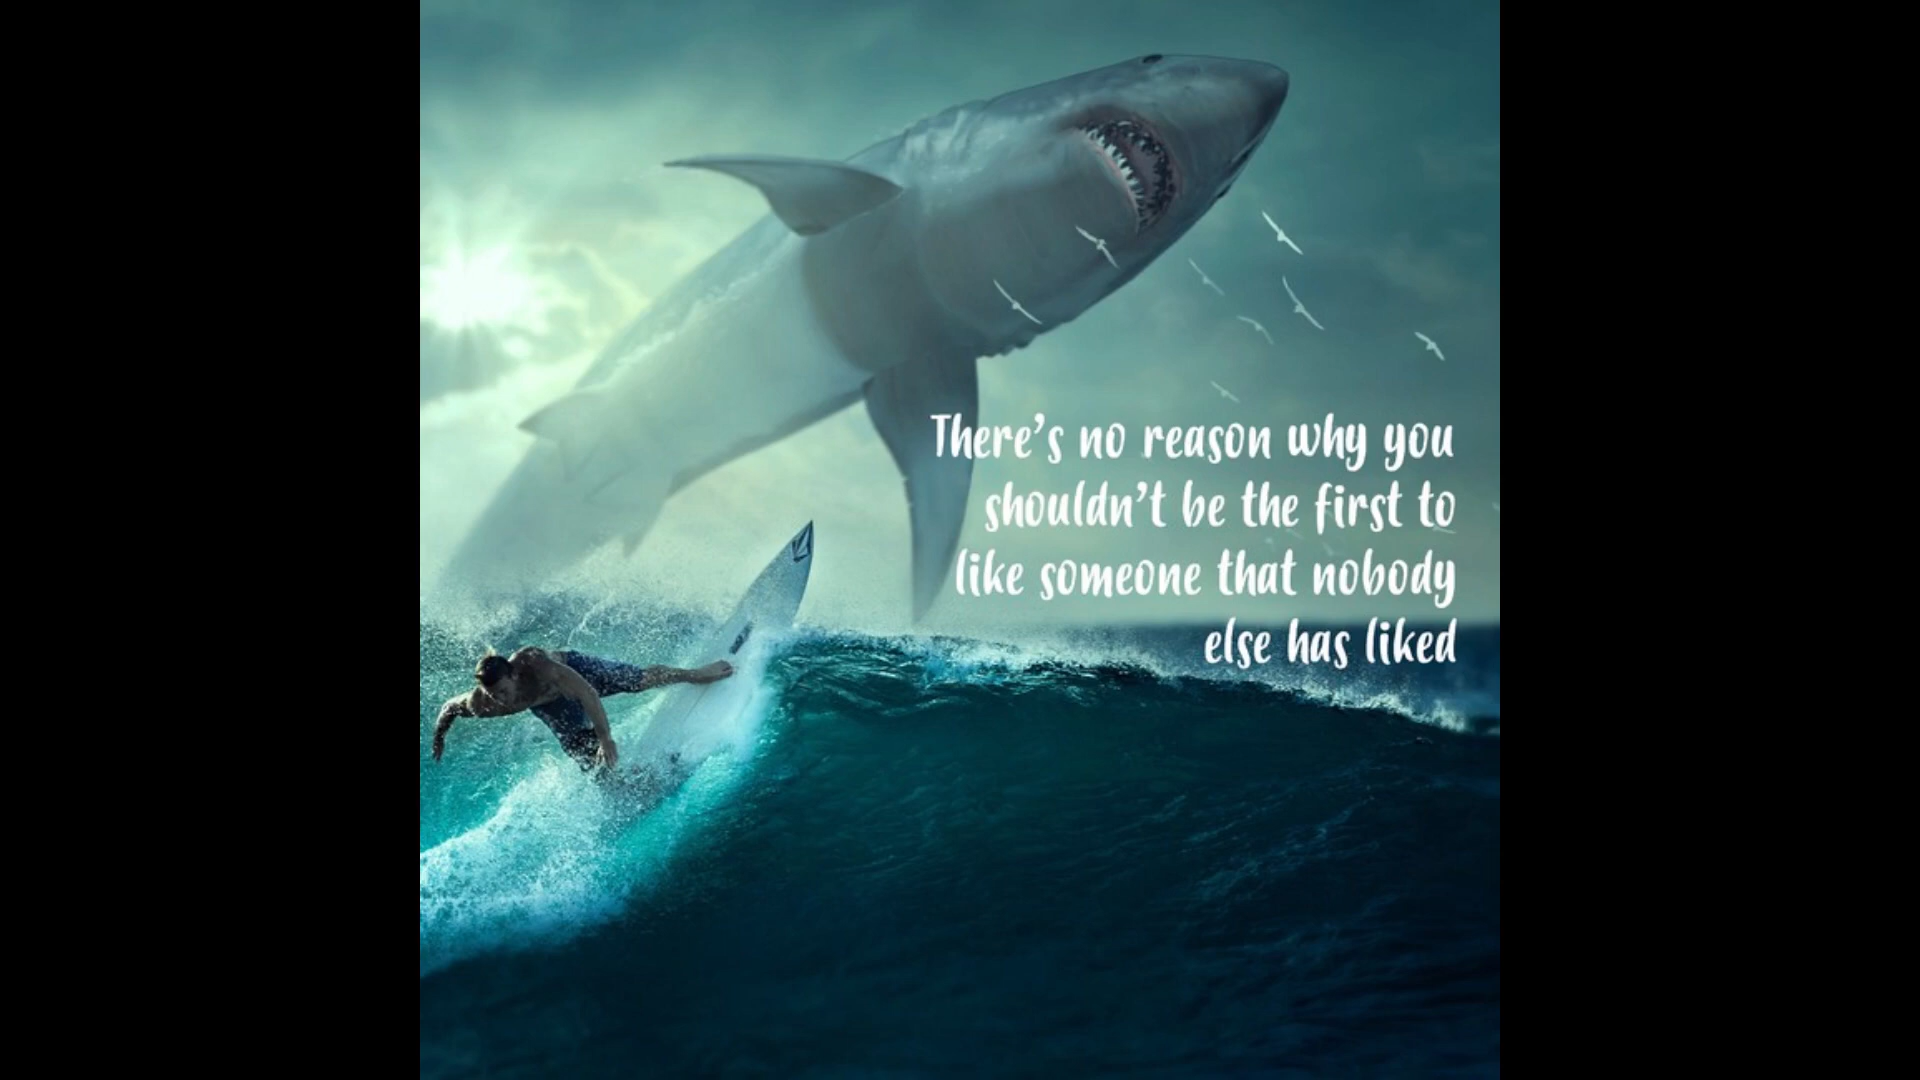 There's no reason why you
shouldn't be the first to
like someone that nobody
else has liked